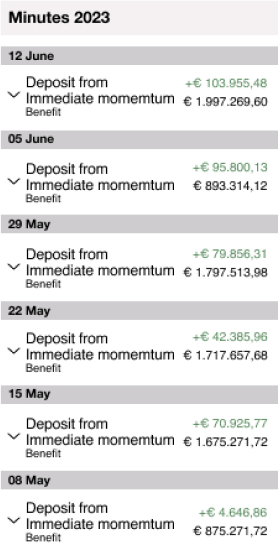 Minutes 2023
12 June
Deposit from +€ 103.955,48
Immediate momemtum € 1.997.269,60
Benefit
05 June
Deposit from +€ 95.800,13
Immediate momemtum € 893.314,12
Benefit
29 May
Deposit from +€ 79.856,31
Immediate momemtum € 1.797.513,98
Benefit
22 May
Deposit from +€ 42.385,96
Immediate momemtum € 1.717.657,68
Benefit
15 May
Deposit from +€ 70.925,77
Immediate momemtum € 1.675.271,72
Benefit
08 May
Deposit from +€ 4.646,86
Immediate momemtum € 875.271,72
Benefit